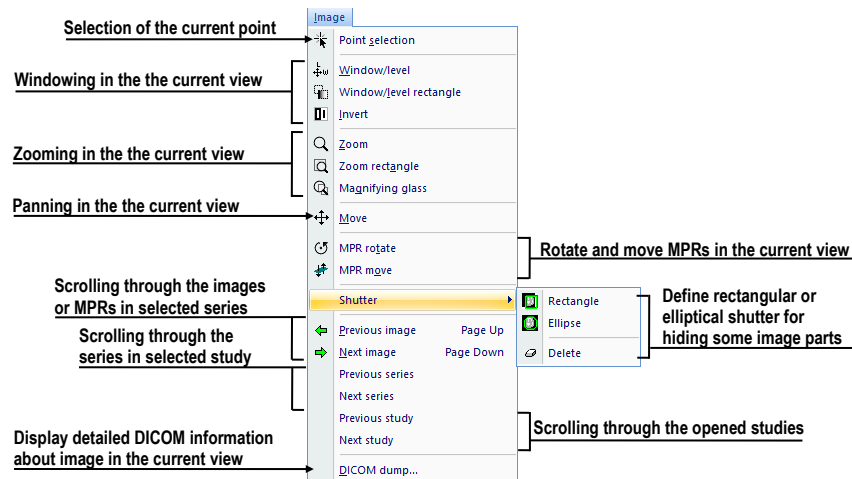 Image
Selection of the current point
Point selection
Windowing in the the current view
Window/level
Window/level rectangle
Invert
Zooming in the the current view
Zoom
Zoom rectangle
Magnifying glass
Panning in the the current view
Move
MPR rotate
MPR move
Rotate and move MPRs in the current view
Scrolling through the images
or MPRs in selected series
Shutter
Rectangle
Ellipse
Delete
Define rectangular or
elliptical shutter for
hiding some image parts
Previous image Page Up
Next image Page Down
Scrolling through the
series in selected study
Previous series
Next series
Previous study
Next study
Scrolling through the opened studies
Display detailed DICOM information
about image in the current view
DICOM dump...